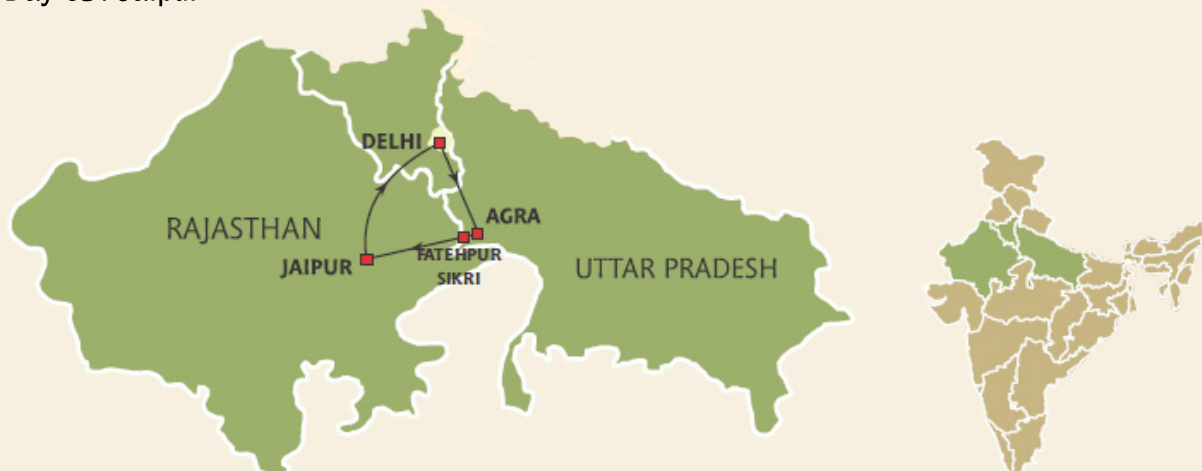 DELHI
RAJASTHAN
AGRA
JAIPUR
FATEHPUR
SIKRI
UTTAR PRADESH